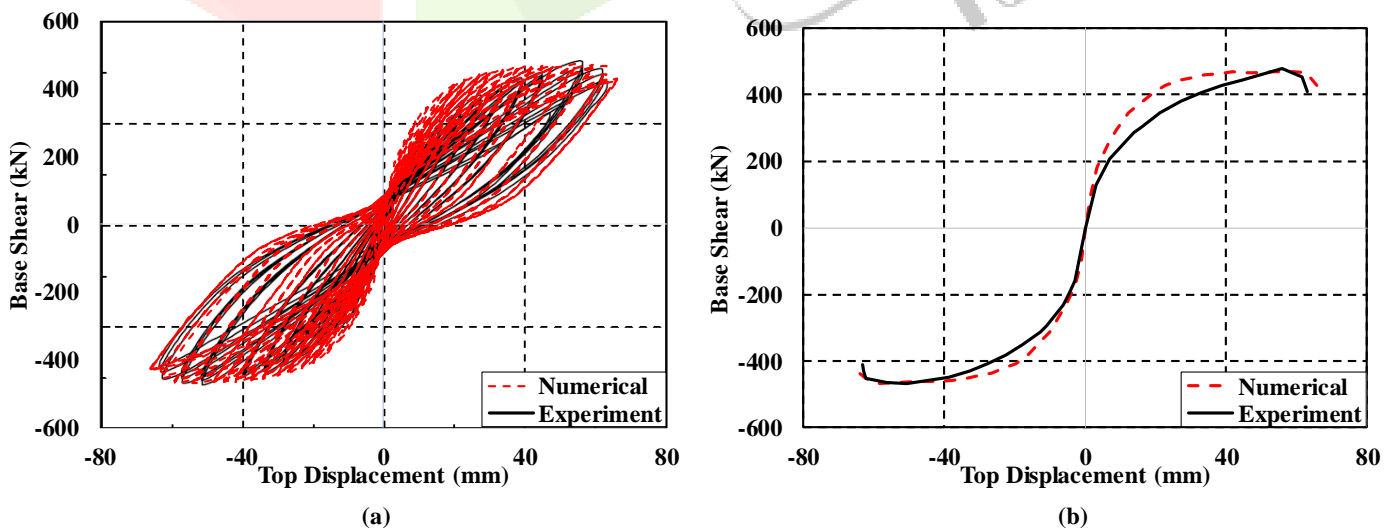 600
400
200
0
-200
-400
-600
Base Shear (kN)
-80 -40 0 40 80
Top Displacement (mm)
Numerical
Experiment
(a)
600
400
200
0
-200
-400
-600
Base Shear (kN)
-80 -40 0 40 80
Top Displacement (mm)
Numerical
Experiment
(b)